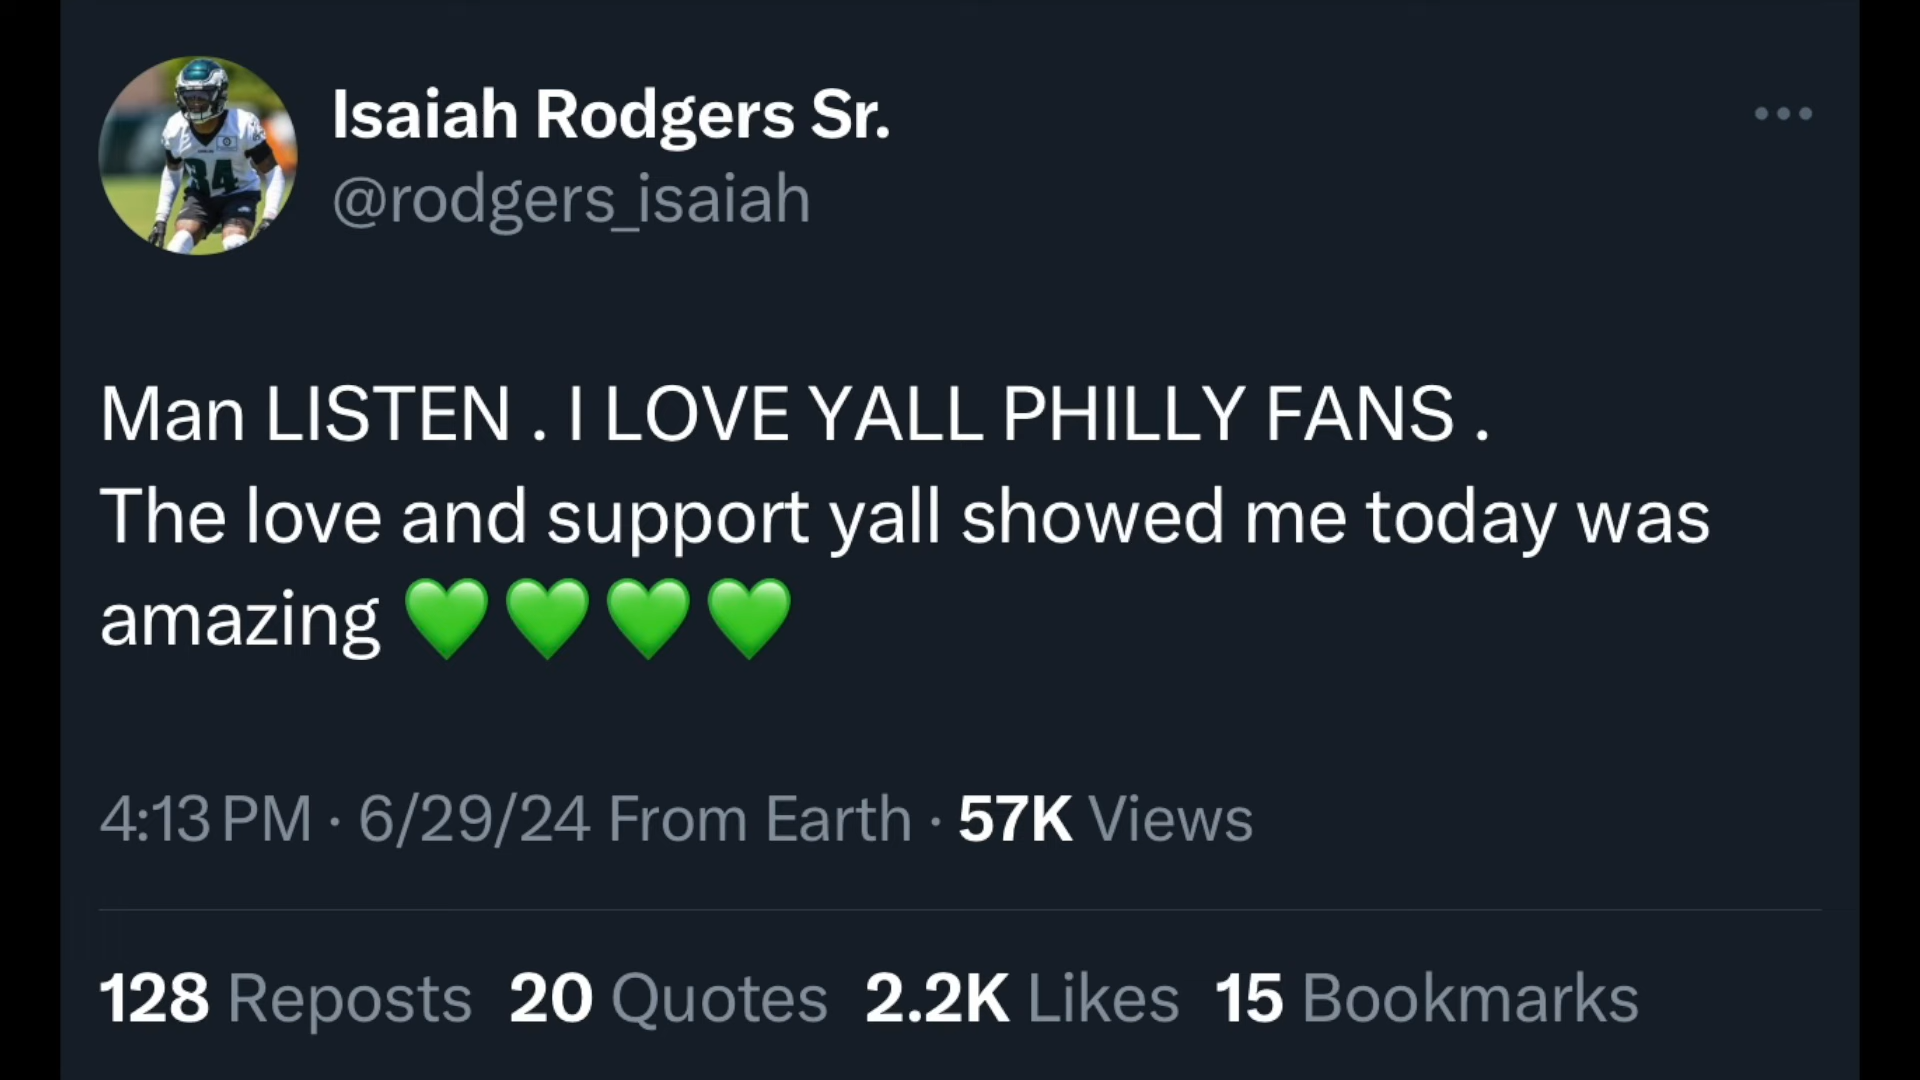 Isaiah Rodgers Sr.
@rodgers_isaiah
34
Man LISTEN . I LOVE YALL PHILLY FANS .
The love and support yall showed me today was
amazing 💚💚💚💚
4:13 PM · 6/29/24 From Earth · 57K Views
128 Reposts 20 Quotes 2.2K Likes 15 Bookmarks